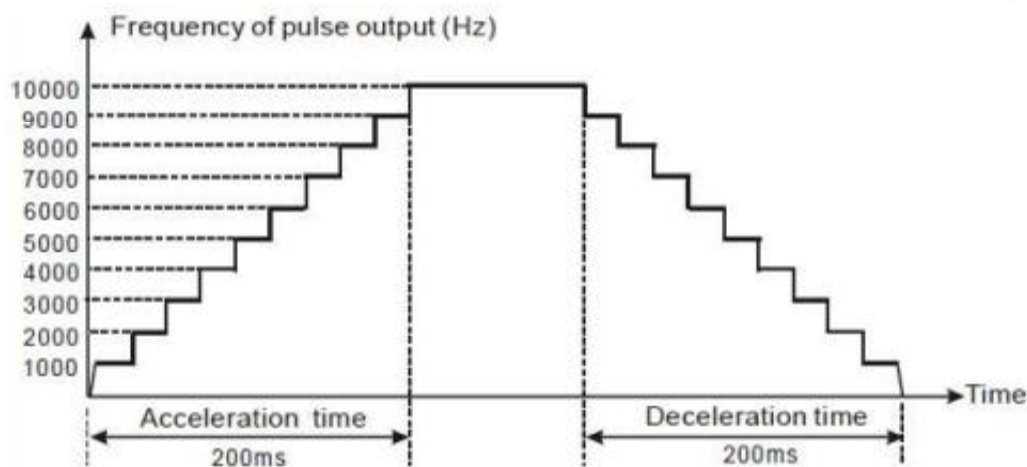 Frequency of pulse output (Hz)
10000
9000
8000
7000
6000
5000
4000
3000
2000
1000
Time
Acceleration time
Deceleration time
200ms
200ms